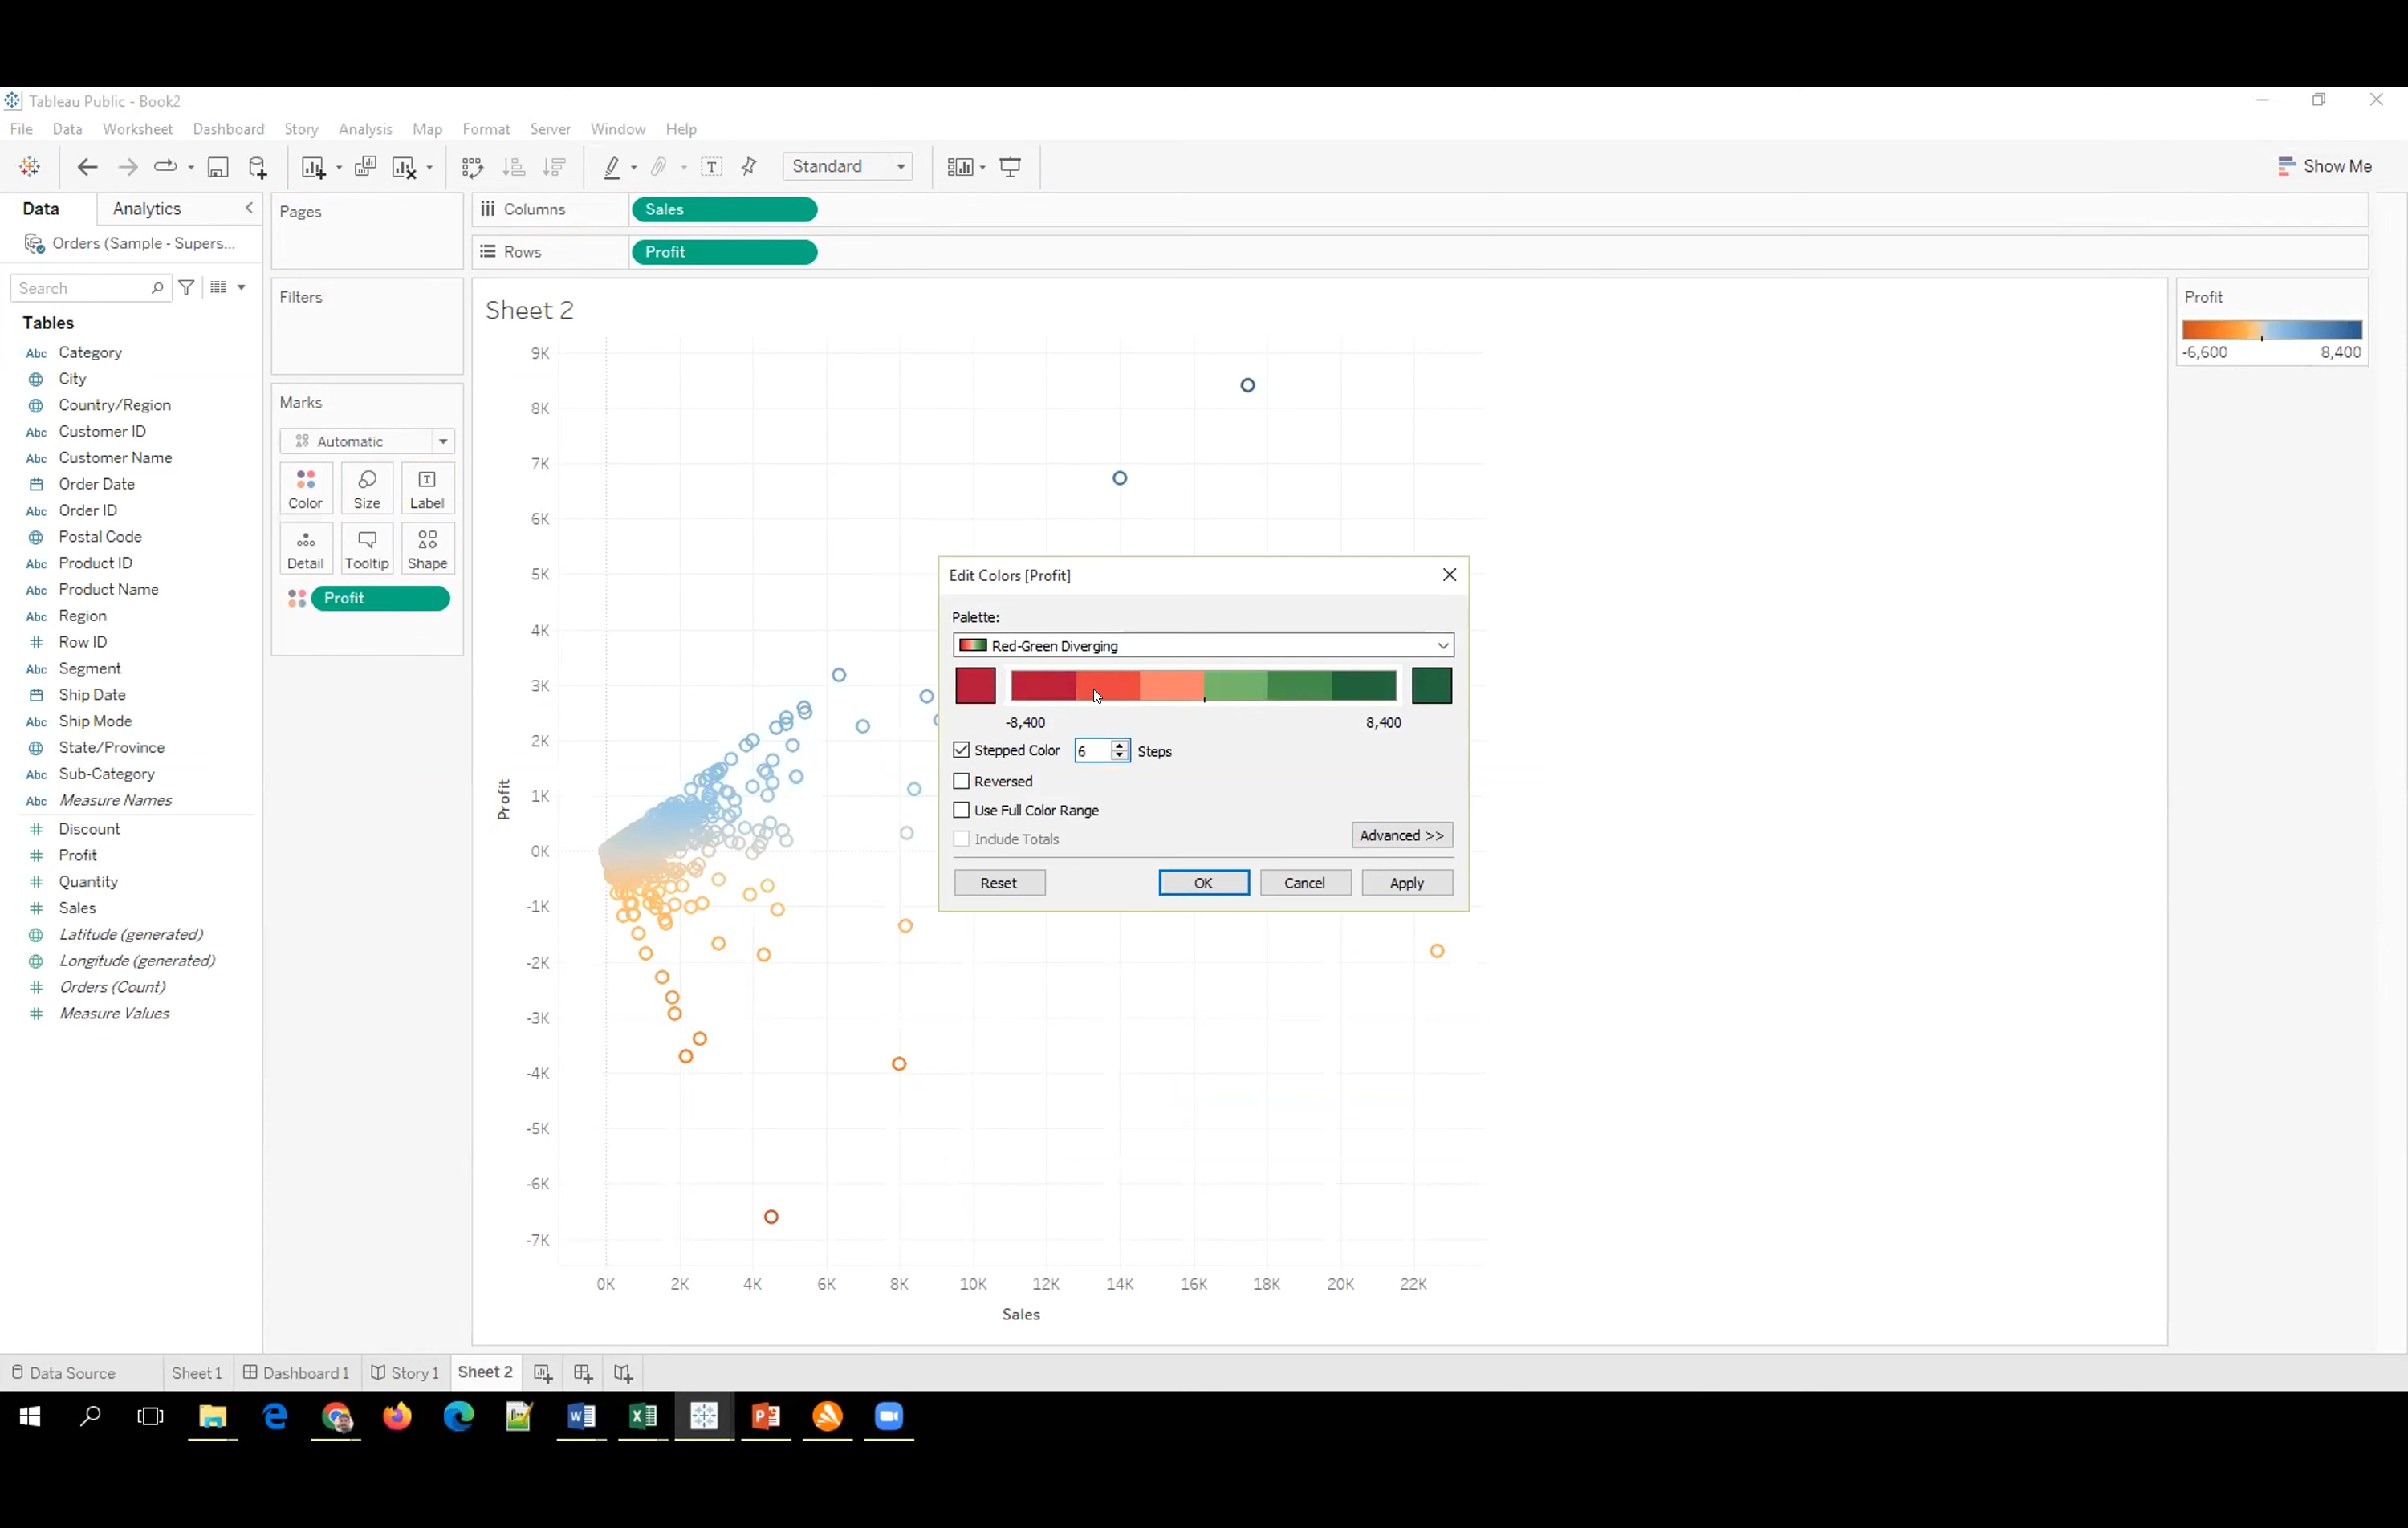 Tableau Public - Book2
File Data Worksheet Dashboard Story Analysis Map Format Server Window Help
Standard
Show Me
Data
Analytics
Orders (Sample - Supers...
Search
Tables
Abc Category
City
Country/Region
Abc Customer ID
Abc Customer Name
Order Date
Abc Order ID
Postal Code
Abc Product ID
Abc Product Name
Abc Region
# Row ID
Abc Segment
Ship Date
Abc Ship Mode
State/Province
Abc Sub-Category
Abc Measure Names
# Discount
# Profit
# Quantity
# Sales
Latitude (generated)
Longitude (generated)
# Orders (Count)
# Measure Values
Pages
Filters
Marks
Automatic
Color Size Label
Detail Tooltip Shape
Profit
Columns Sales
Rows Profit
Sheet 2
9K
8K
7K
6K
5K
4K
3K
2K
1K
0K
-1K
-2K
-3K
-4K
-5K
-6K
-7K
Profit
0K 2K 4K 6K 8K 10K 12K 14K 16K 18K 20K 22K
Sales
Edit Colors [Profit]
Palette:
Red-Green Diverging
-8,400 8,400
Stepped Color 6 Steps
Reversed
Use Full Color Range
Include Totals
Advanced >>
Reset OK Cancel Apply
Profit
-6,600 8,400
Data Source Sheet 1 Dashboard 1 Story 1 Sheet 2